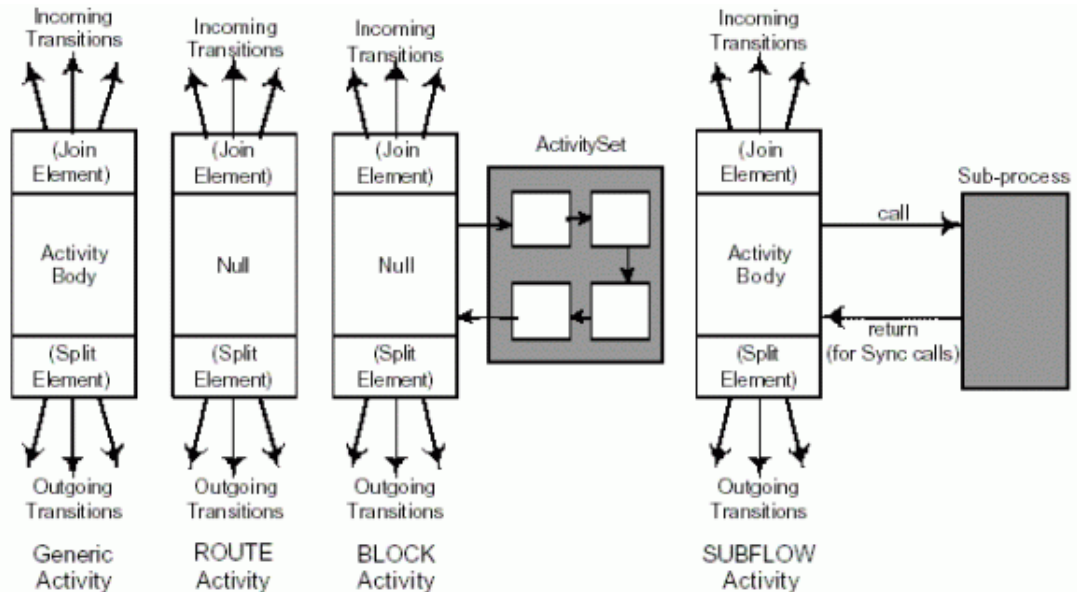 Incoming
Transitions
(Join
Element)
Activity
Body
(Split
Element)
Outgoing
Transitions
Generic
Activity
Incoming
Transitions
(Join
Element)
Null
(Split
Element)
Outgoing
Transitions
ROUTE
Activity
Incoming
Transitions
(Join
Element)
Null
(Split
Element)
Outgoing
Transitions
BLOCK
Activity
ActivitySet
Incoming
Transitions
(Join
Element)
Activity
Body
(Split
Element)
Outgoing
Transitions
SUBFLOW
Activity
call
return
(for Sync calls)
Sub-process